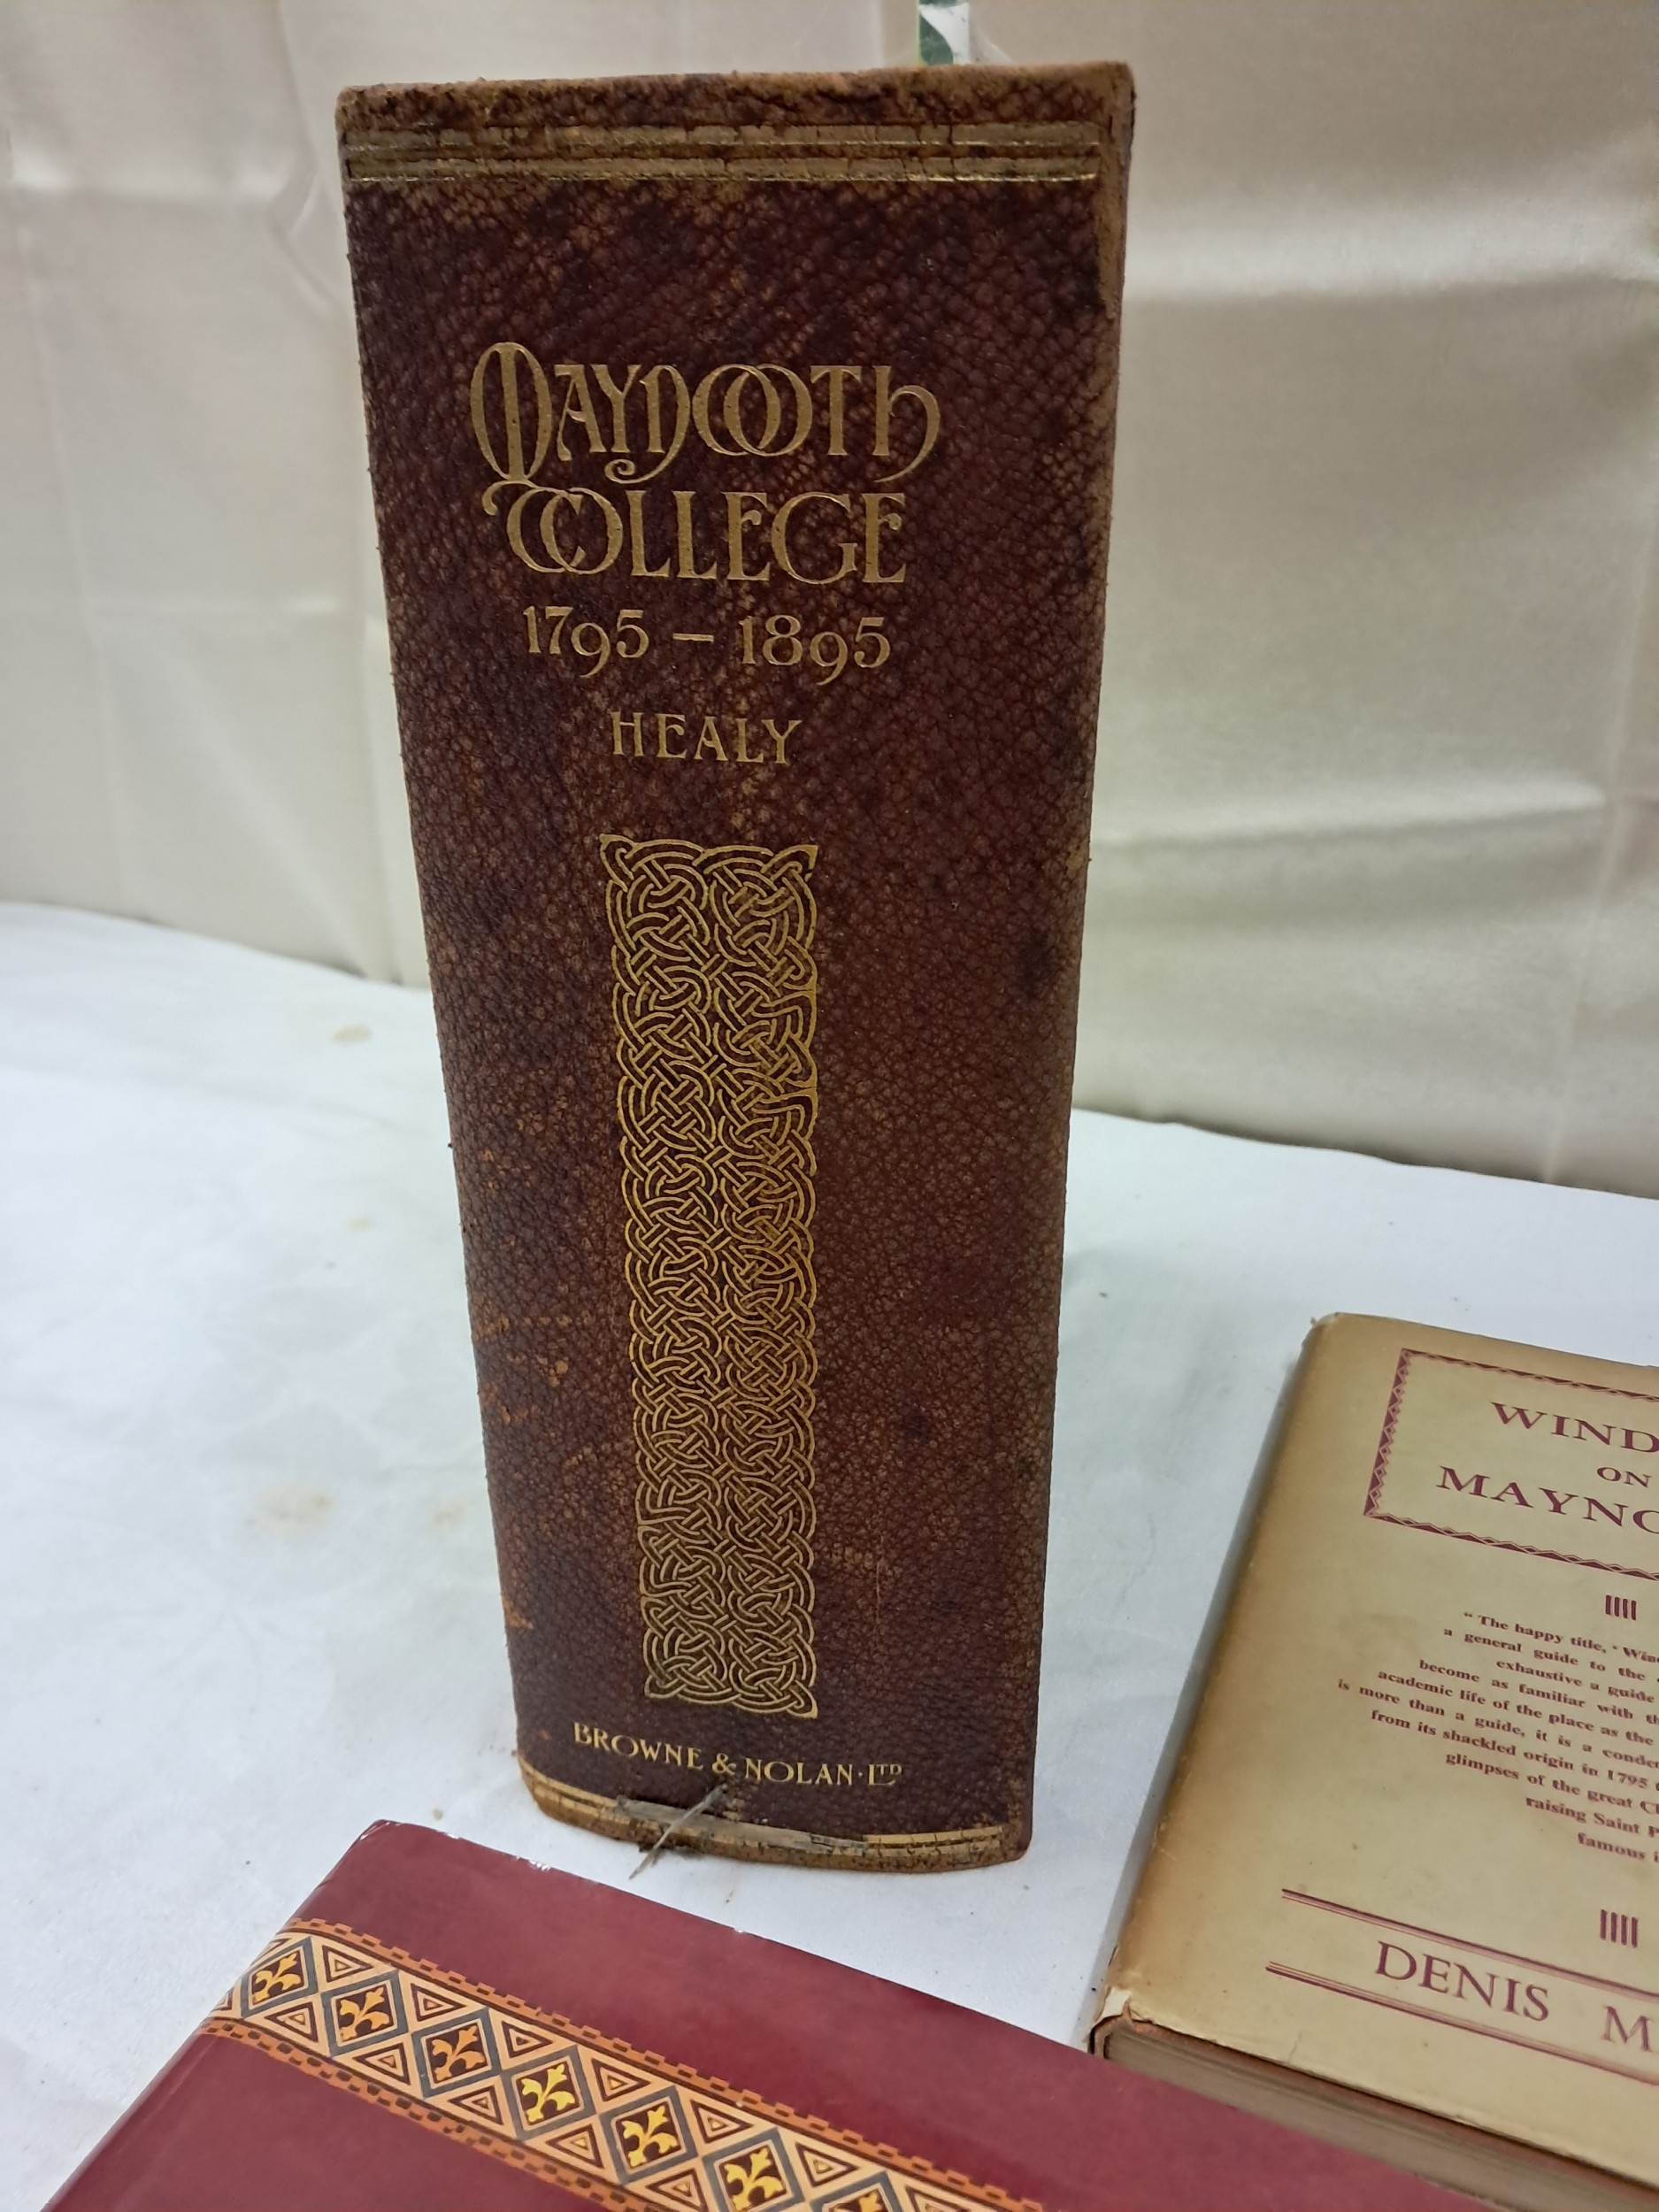 MAYNOOTH
COLLEGE
1795 – 1895
HEALY
BROWNE & NOLAN · LTD
WIND
ON
MAYNO
"The happy title, 'Win
a general guide to the
exhaustive a guide
become as familiar with th
academic life of the place as the
is more than a guide, it is a conde
from its shackled origin in 1795
glimpses of the great C
raising Saint P
famous i
DENIS M